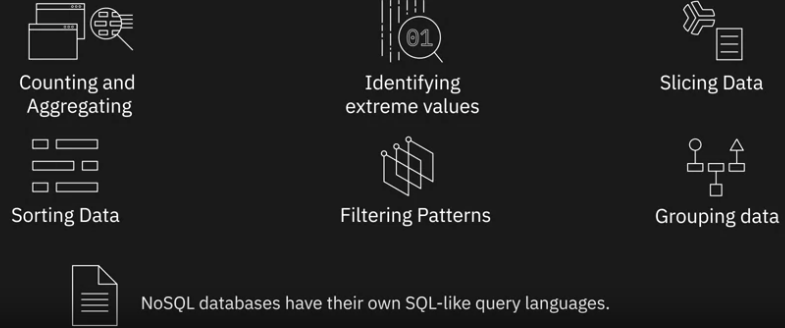 01
Counting and
Aggregating
Identifying
extreme values
Slicing Data
Sorting Data
Filtering Patterns
Grouping data
NoSQL databases have their own SQL-like query languages.